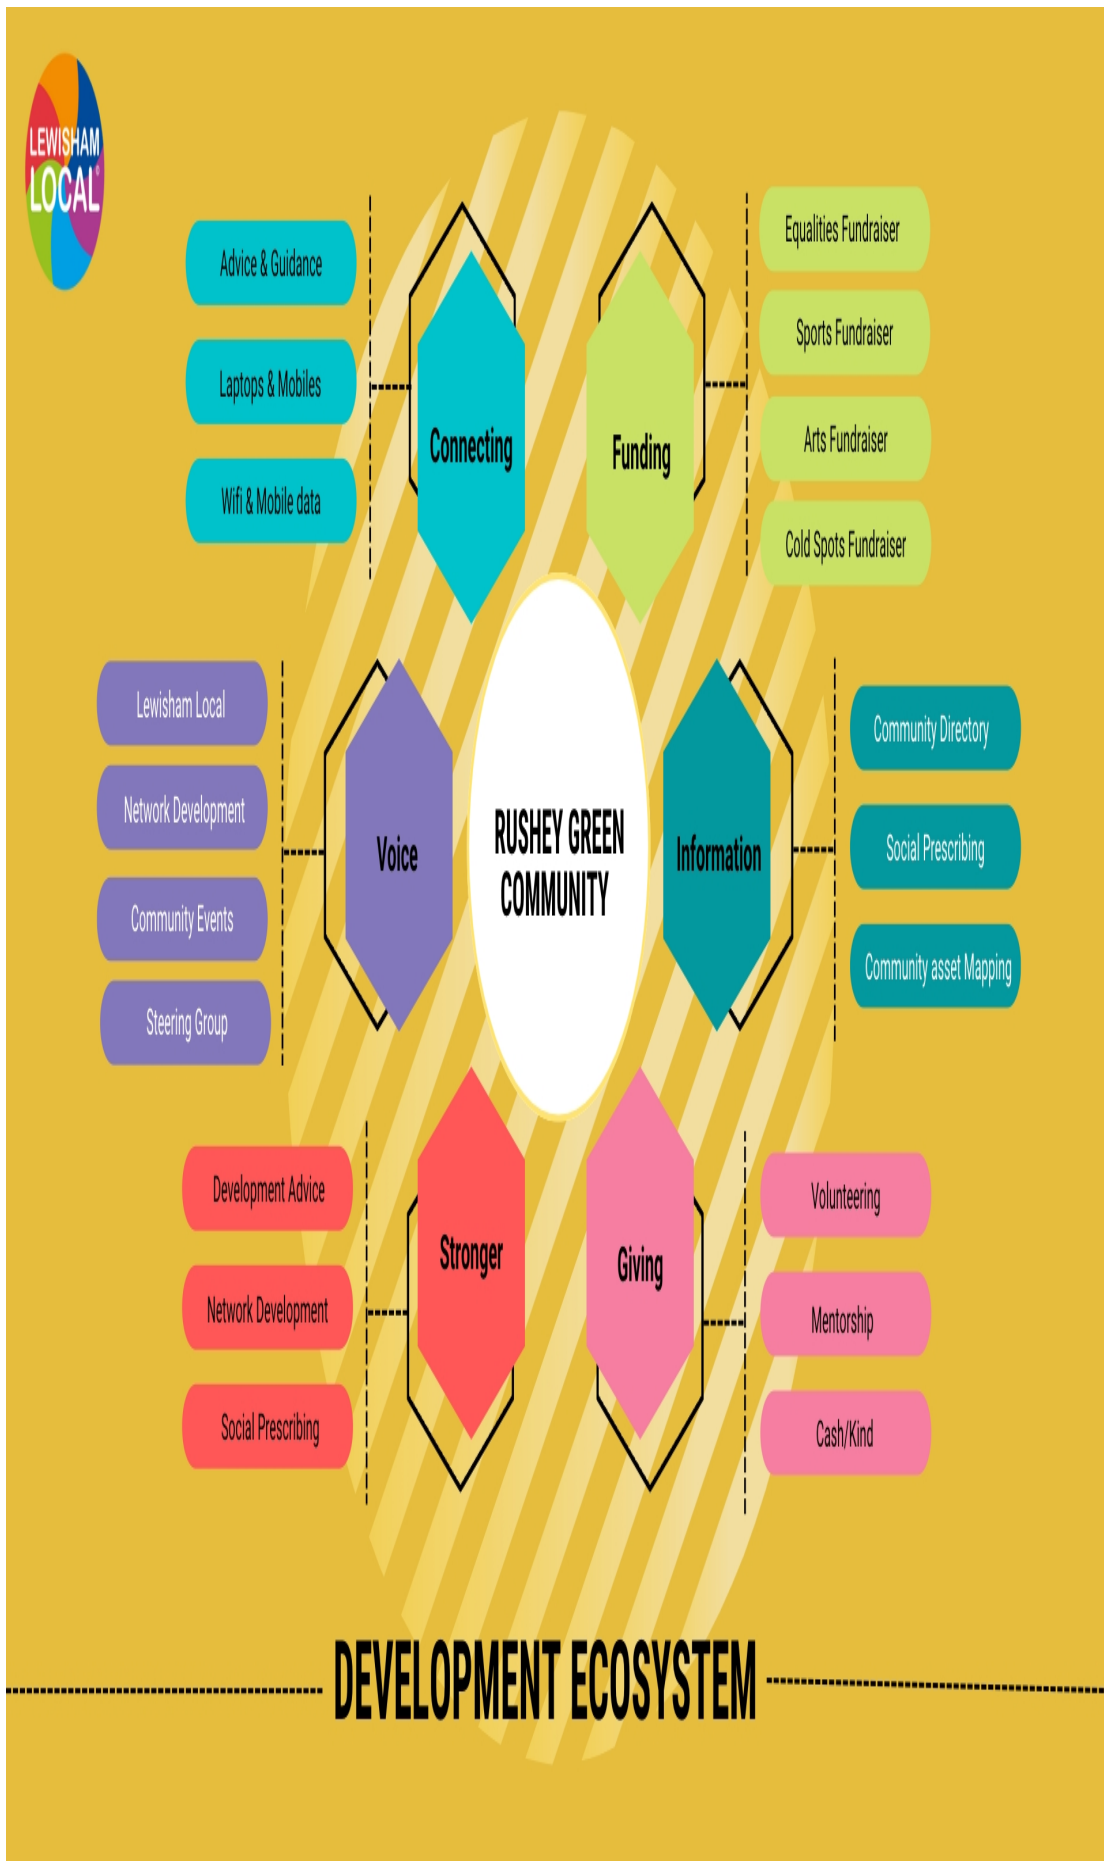 LEWISHAM
LOCAL
Advice & Guidance
Laptops & Mobiles
Wifi & Mobile data
Connecting
Funding
Equalities Fundraiser
Sports Fundraiser
Arts Fundraiser
Cold Spots Fundraiser
Lewisham Local
Network Development
Community Events
Steering Group
Voice
RUSHEY GREEN
COMMUNITY
Information
Community Directory
Social Prescribing
Community asset Mapping
Development Advice
Network Development
Social Prescribing
Stronger
Giving
Volunteering
Mentorship
Cash/Kind
DEVELOPMENT ECOSYSTEM